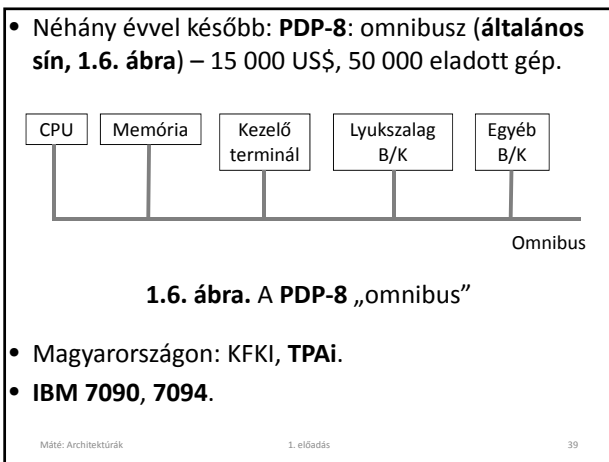 • Néhány évvel később: PDP-8: omnibusz (általános
sín, 1.6. ábra) – 15 000 US$, 50 000 eladott gép.
CPU
Memória
Kezelő
terminál
Lyukszalag
B/K
Egyéb
B/K
Omnibus
1.6. ábra. A PDP-8 „omnibus”
• Magyarországon: KFKI, TPAi.
• IBM 7090, 7094.
Máté: Architektúrák
1. előadás
39